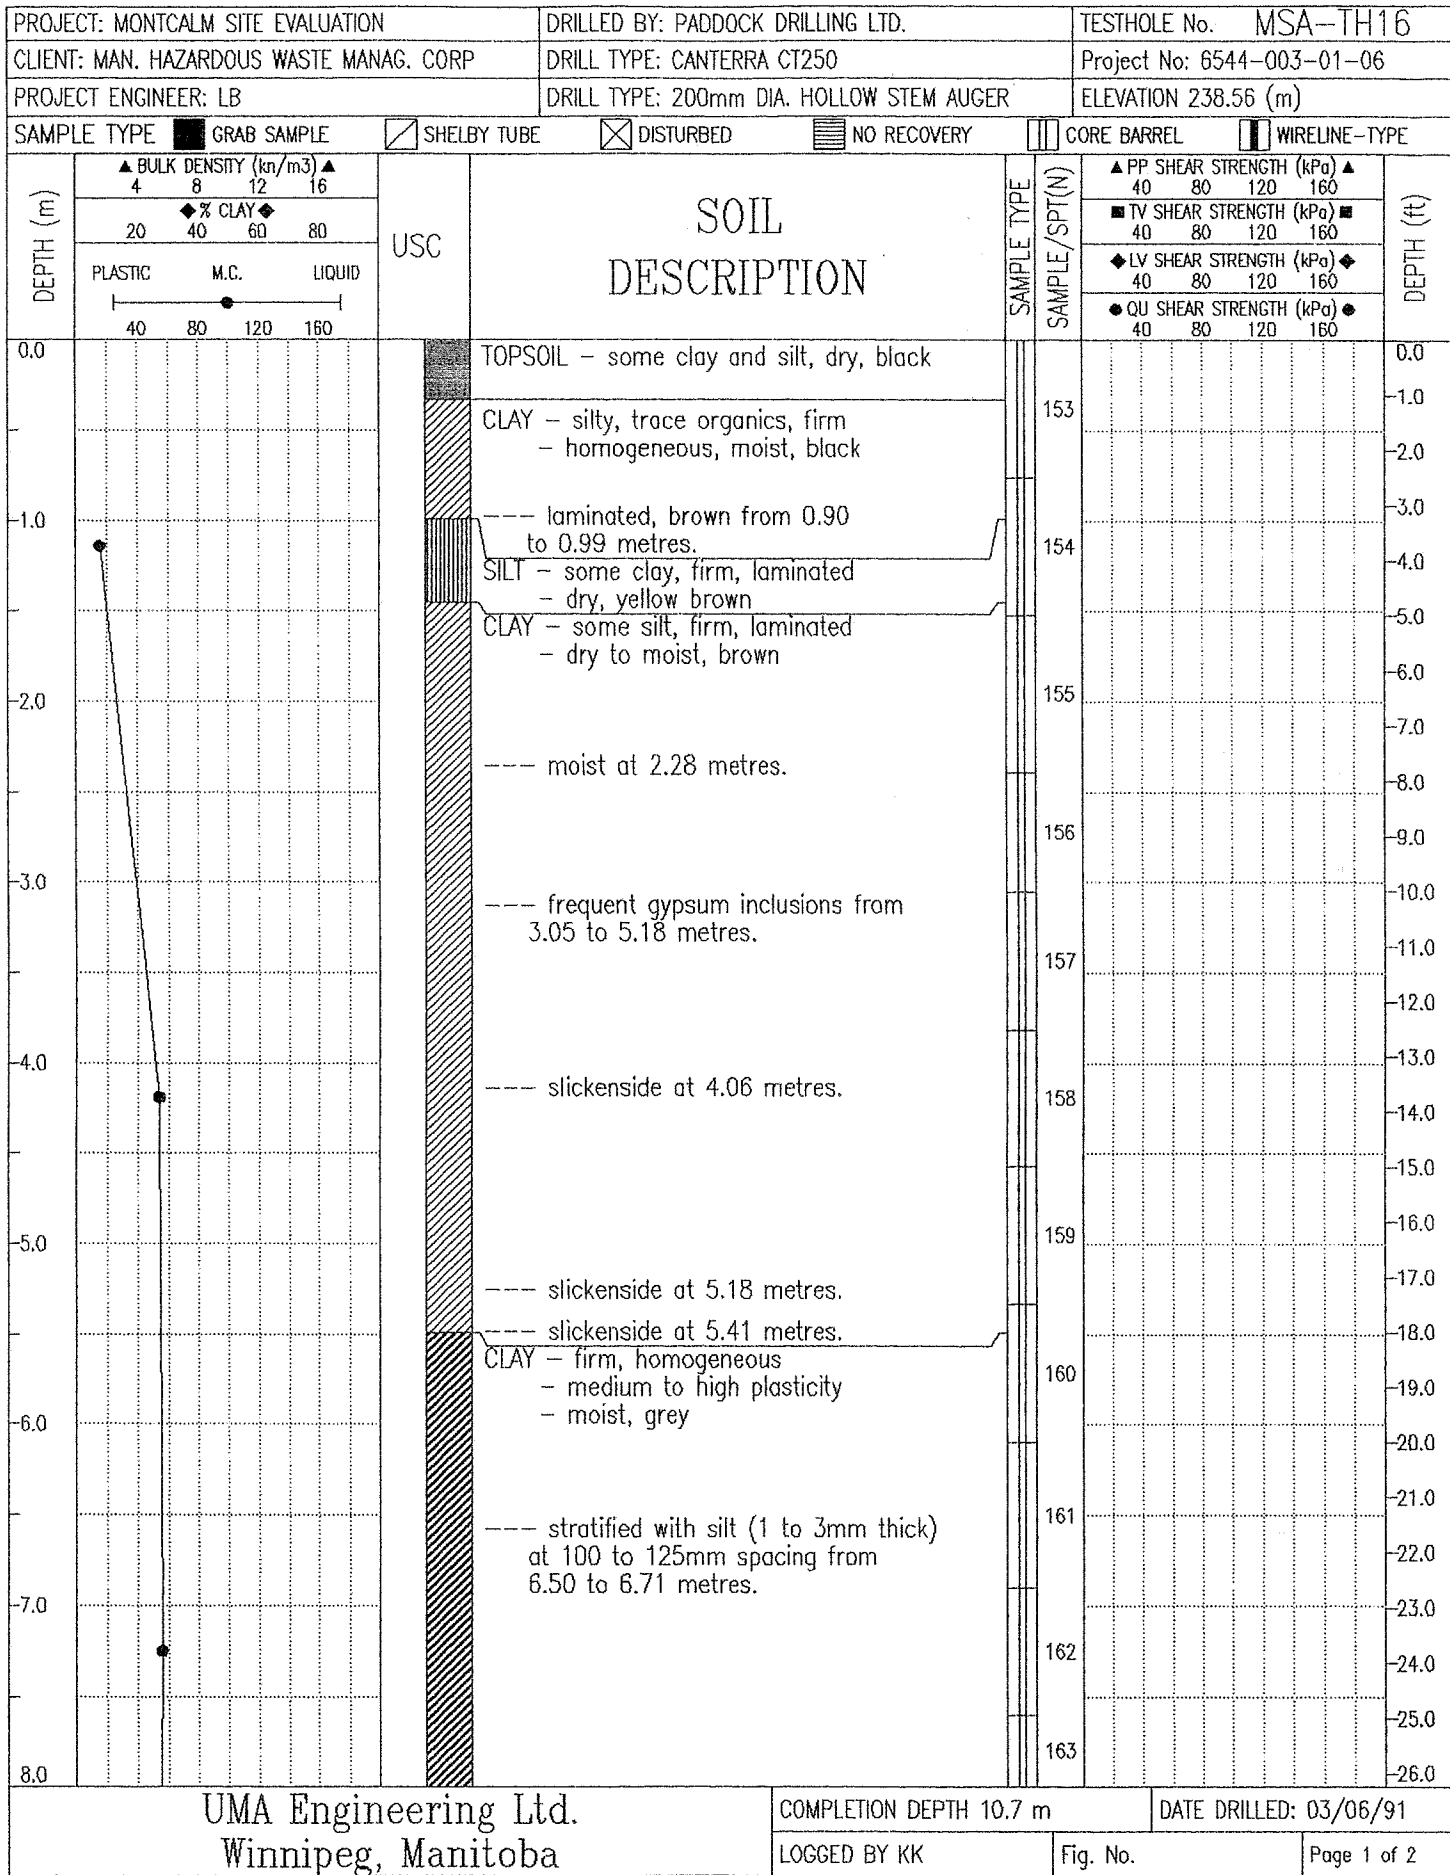 PROJECT: MONTCALM SITE EVALUATION
DRILLED BY: PADDOCK DRILLING LTD.
TESTHOLE No. MSA-TH16
CLIENT: MAN. HAZARDOUS WASTE MANAG. CORP
DRILL TYPE: CANTERRA CT250
Project No: 6544-003-01-06
PROJECT ENGINEER: LB
DRILL TYPE: 200mm DIA. HOLLOW STEM AUGER
ELEVATION 238.56 (m)
SAMPLE TYPE GRAB SAMPLE SHELBY TUBE DISTURBED NO RECOVERY CORE BARREL WIRELINE-TYPE
DEPTH (m)
▲ BULK DENSITY (kn/m3) ▲
4 8 12 16
◆ % CLAY ◆
20 40 60 80
PLASTIC M.C. LIQUID
40 80 120 160
USC
SOIL
DESCRIPTION
SAMPLE TYPE
SAMPLE/SPT(N)
▲ PP SHEAR STRENGTH (kPa) ▲
40 80 120 160
■ TV SHEAR STRENGTH (kPa) ■
40 80 120 160
◆ LV SHEAR STRENGTH (kPa) ◆
40 80 120 160
● QU SHEAR STRENGTH (kPa) ●
40 80 120 160
DEPTH (ft)
0.0
-1.0
-2.0
-3.0
-4.0
-5.0
-6.0
-7.0
8.0
TOPSOIL - some clay and silt, dry, black
CLAY - silty, trace organics, firm
- homogeneous, moist, black
--- laminated, brown from 0.90
to 0.99 metres.
SILT - some clay, firm, laminated
- dry, yellow brown
CLAY - some silt, firm, laminated
- dry to moist, brown
--- moist at 2.28 metres.
--- frequent gypsum inclusions from
3.05 to 5.18 metres.
--- slickenside at 4.06 metres.
--- slickenside at 5.18 metres.
--- slickenside at 5.41 metres.
CLAY - firm, homogeneous
- medium to high plasticity
- moist, grey
--- stratified with silt (1 to 3mm thick)
at 100 to 125mm spacing from
6.50 to 6.71 metres.
153
154
155
156
157
158
159
160
161
162
163
0.0
-1.0
-2.0
-3.0
-4.0
-5.0
-6.0
-7.0
-8.0
-9.0
-10.0
-11.0
-12.0
-13.0
-14.0
-15.0
-16.0
-17.0
-18.0
-19.0
-20.0
-21.0
-22.0
-23.0
-24.0
-25.0
-26.0
UMA Engineering Ltd.
Winnipeg, Manitoba
COMPLETION DEPTH 10.7 m
DATE DRILLED: 03/06/91
LOGGED BY KK
Fig. No.
Page 1 of 2